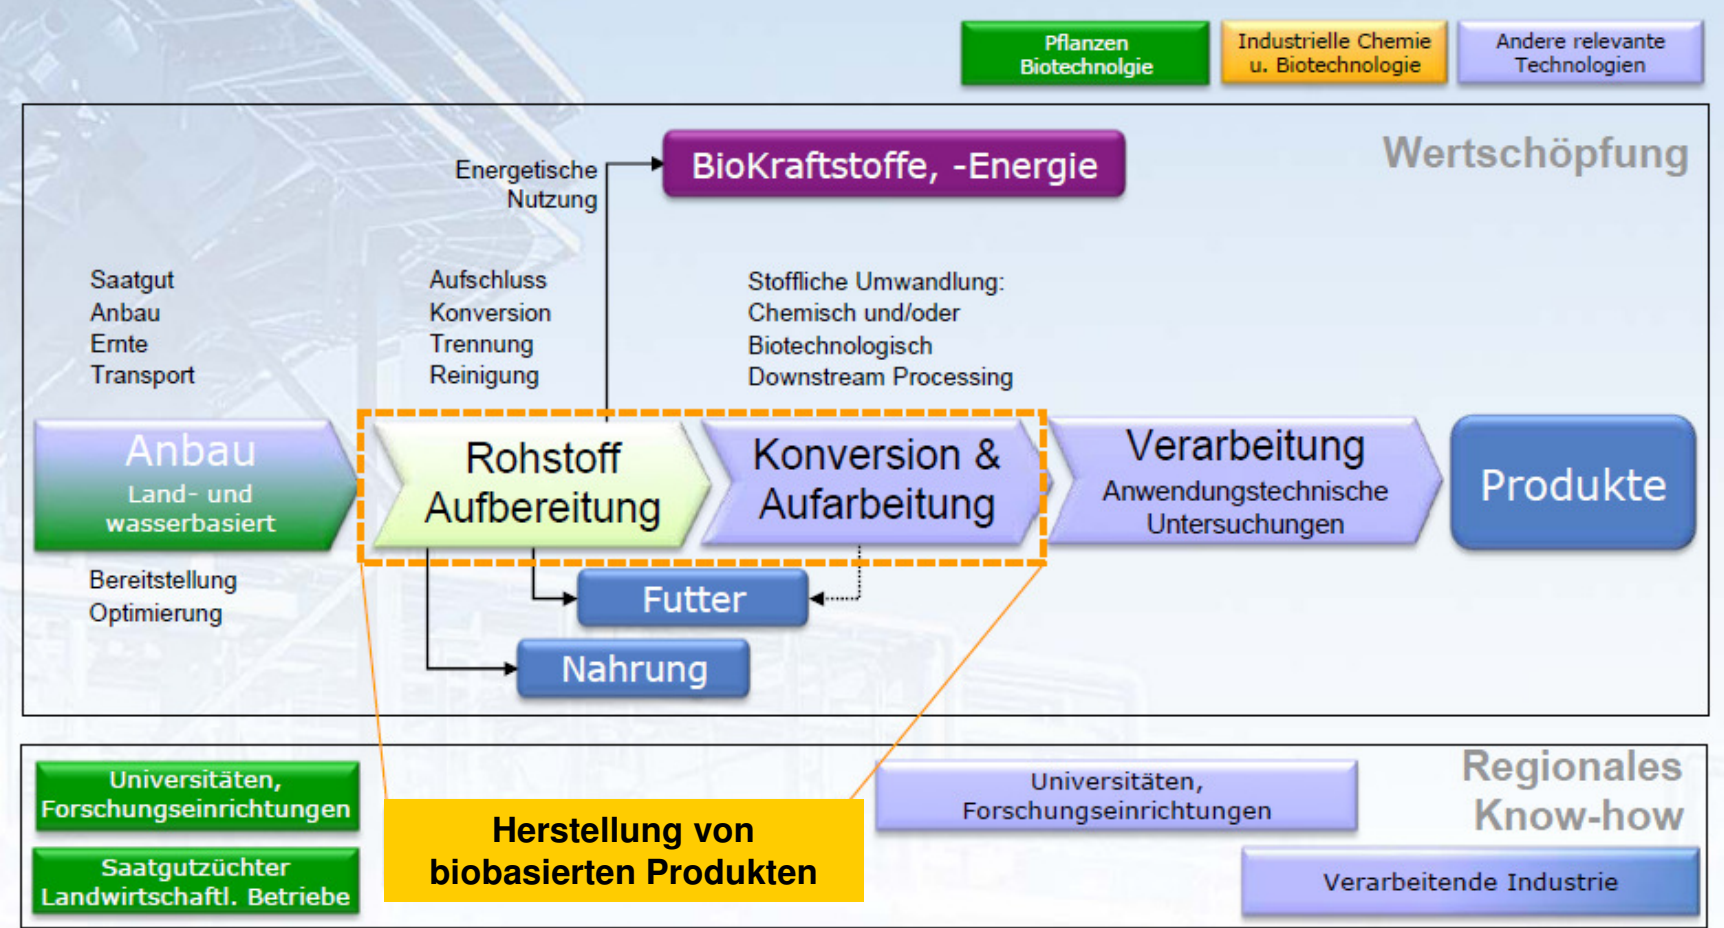 Pflanzen
Biotechnolgie
Industrielle Chemie
u. Biotechnologie
Andere relevante
Technologien
Wertschöpfung
Energetische
Nutzung
BioKraftstoffe, -Energie
Saatgut
Anbau
Ernte
Transport
Aufschluss
Konversion
Trennung
Reinigung
Stoffliche Umwandlung:
Chemisch und/oder
Biotechnologisch
Downstream Processing
Anbau
Land- und
wasserbasiert
Rohstoff
Aufbereitung
Konversion &
Aufarbeitung
Verarbeitung
Anwendungstechnische
Untersuchungen
Produkte
Bereitstellung
Optimierung
Futter
Nahrung
Regionales
Know-how
Universitäten,
Forschungseinrichtungen
Saatgutzüchter
Landwirtschaftl. Betriebe
Herstellung von
biobasierten Produkten
Universitäten,
Forschungseinrichtungen
Verarbeitende Industrie